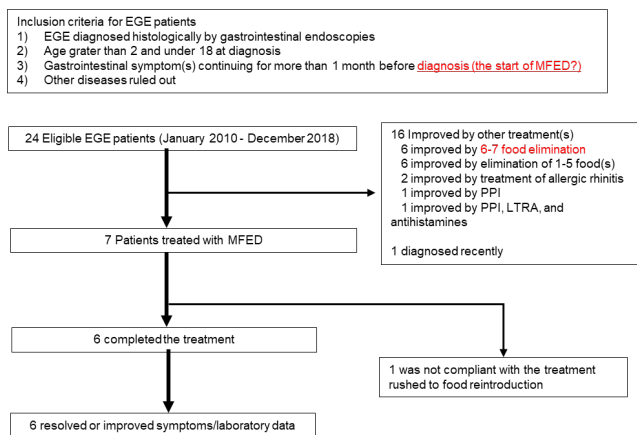 Inclusion criteria for EGE patients
1) EGE diagnosed histologically by gastrointestinal endoscopies
2) Age grater than 2 and under 18 at diagnosis
3) Gastrointestinal symptom(s) continuing for more than 1 month before diagnosis (the start of MFED?)
4) Other diseases ruled out
24 Eligible EGE patients (January 2010 - December 2018)
16 Improved by other treatment(s)
6 improved by 6-7 food elimination
6 improved by elimination of 1-5 food(s)
2 improved by treatment of allergic rhinitis
1 improved by PPI
1 improved by PPI, LTRA, and
antihistamines
1 diagnosed recently
7 Patients treated with MFED
6 completed the treatment
1 was not compliant with the treatment
rushed to food reintroduction
6 resolved or improved symptoms/laboratory data